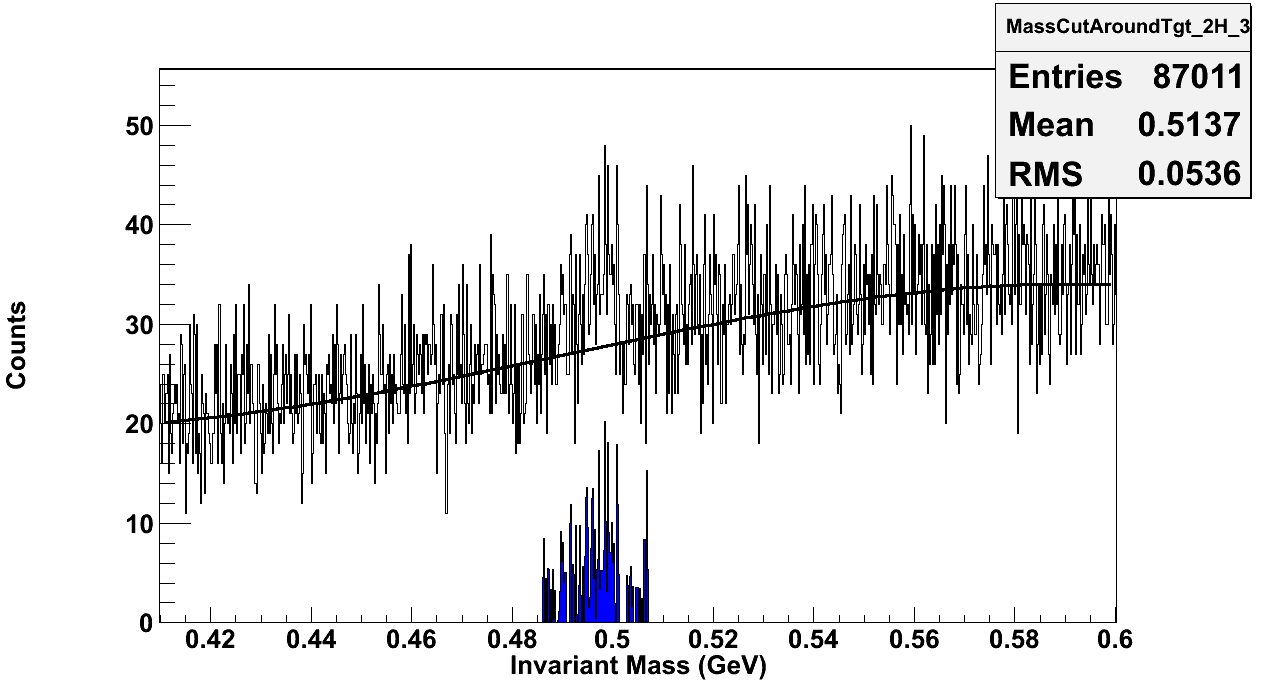 MassCutAroundTgt_2H_3
Entries 87011
Mean 0.5137
RMS 0.0536
Counts
50
40
30
20
10
0
0.42 0.44 0.46 0.48 0.5 0.52 0.54 0.56 0.58 0.6
Invariant Mass (GeV)